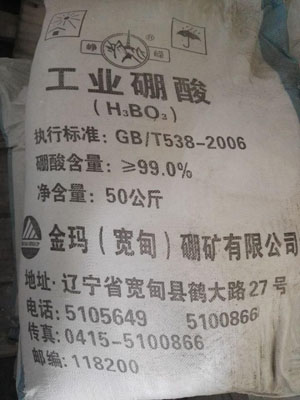 工业硼酸
(H₃BO₃)
执行标准: GB/T538-2006
硼酸含量: ≥99.0%
净含量: 50公斤
金玛(宽甸)硼矿有限公司
地址: 辽宁省宽甸县鹤大路27号
电话: 5105649 5100866
传真: 0415-5100866
邮编: 118200